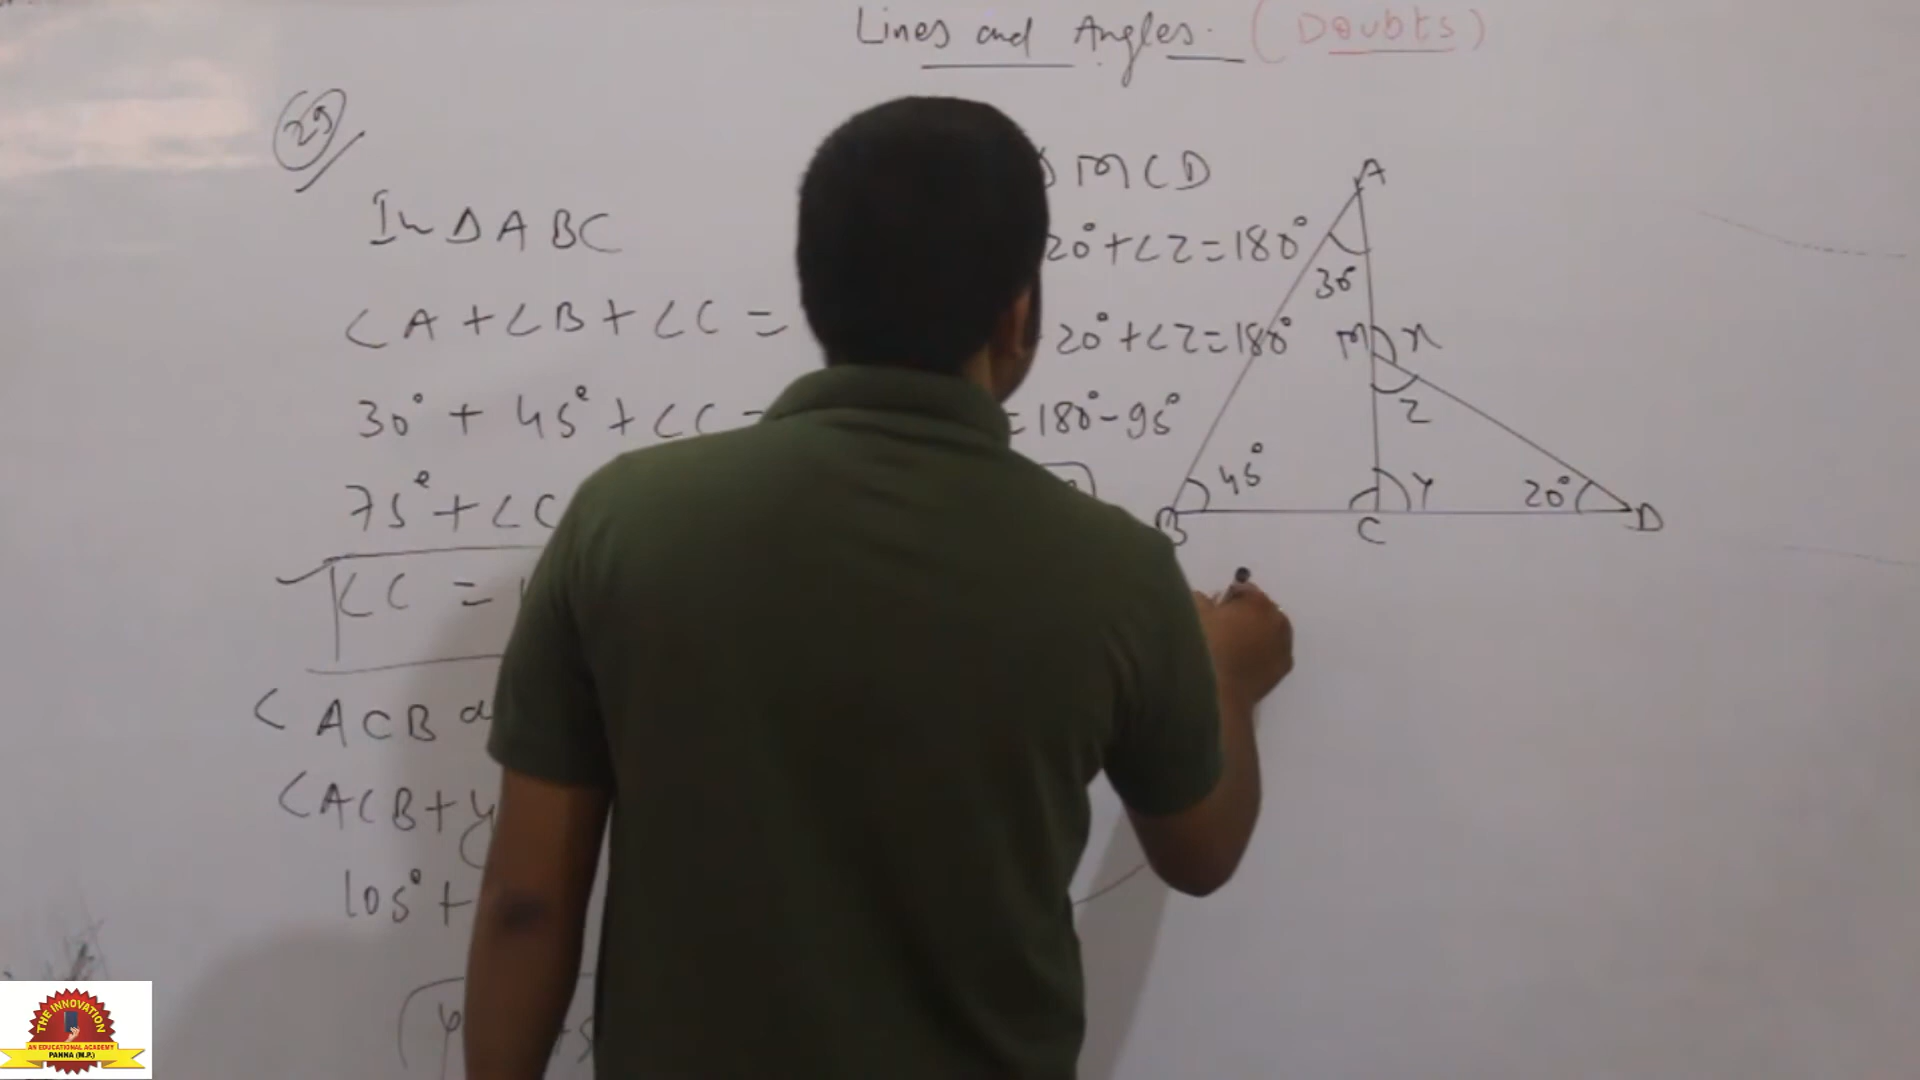 Lines and Angles. (Doubts)
29
In Δ ABC
∠A + ∠B + ∠C =
30° + 45° + ∠C =
75° + ∠C
∠C =
∠ACB
∠ACB + y
105° +
y
MCD
20° + ∠Z = 180°
20° + ∠Z = 180°
= 180° - 95°
A
30°
M x
Z
45°
y
20°
B
C
D
THE INNOVATION
AN EDUCATIONAL ACADEMY
PANNA (M.P.)